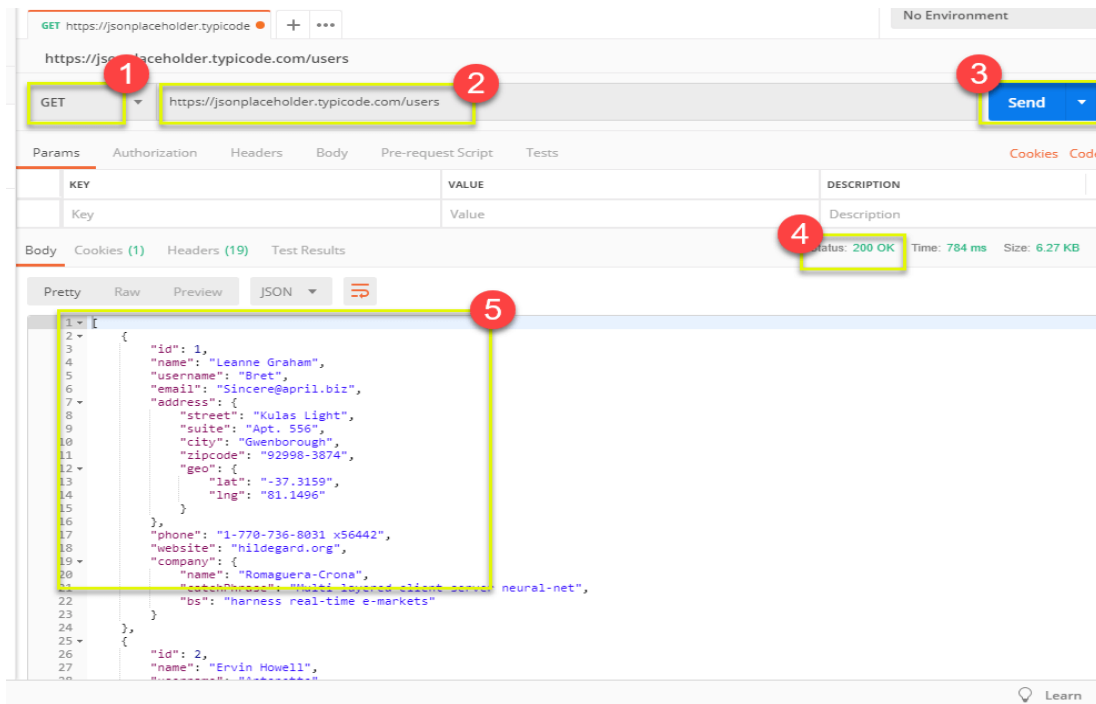 GET https://jsonplaceholder.typicode
+ •••
No Environment
https://jsonplaceholder.typicode.com/users
1
2
3
GET
https://jsonplaceholder.typicode.com/users
Send
Params Authorization Headers Body Pre-request Script Tests
Cookies Code
KEY VALUE DESCRIPTION
Key Value Description
4
Body Cookies (1) Headers (19) Test Results
Status: 200 OK Time: 784 ms Size: 6.27 KB
Pretty Raw Preview JSON
5
1 [
2 {
3 "id": 1,
4 "name": "Leanne Graham",
5 "username": "Bret",
6 "email": "Sincere@april.biz",
7 "address": {
8 "street": "Kulas Light",
9 "suite": "Apt. 556",
10 "city": "Gwenborough",
11 "zipcode": "92998-3874",
12 "geo": {
13 "lat": "-37.3159",
14 "lng": "81.1496"
15 }
16 },
17 "phone": "1-770-736-8031 x56442",
18 "website": "hildegard.org",
19 "company": {
20 "name": "Romaguera-Crona",
21 "catchPhrase": "Multi-layered client-server neural-net",
22 "bs": "harness real-time e-markets"
23 }
24 },
25 {
26 "id": 2,
27 "name": "Ervin Howell",
28 "username": "Antonette"
Learn